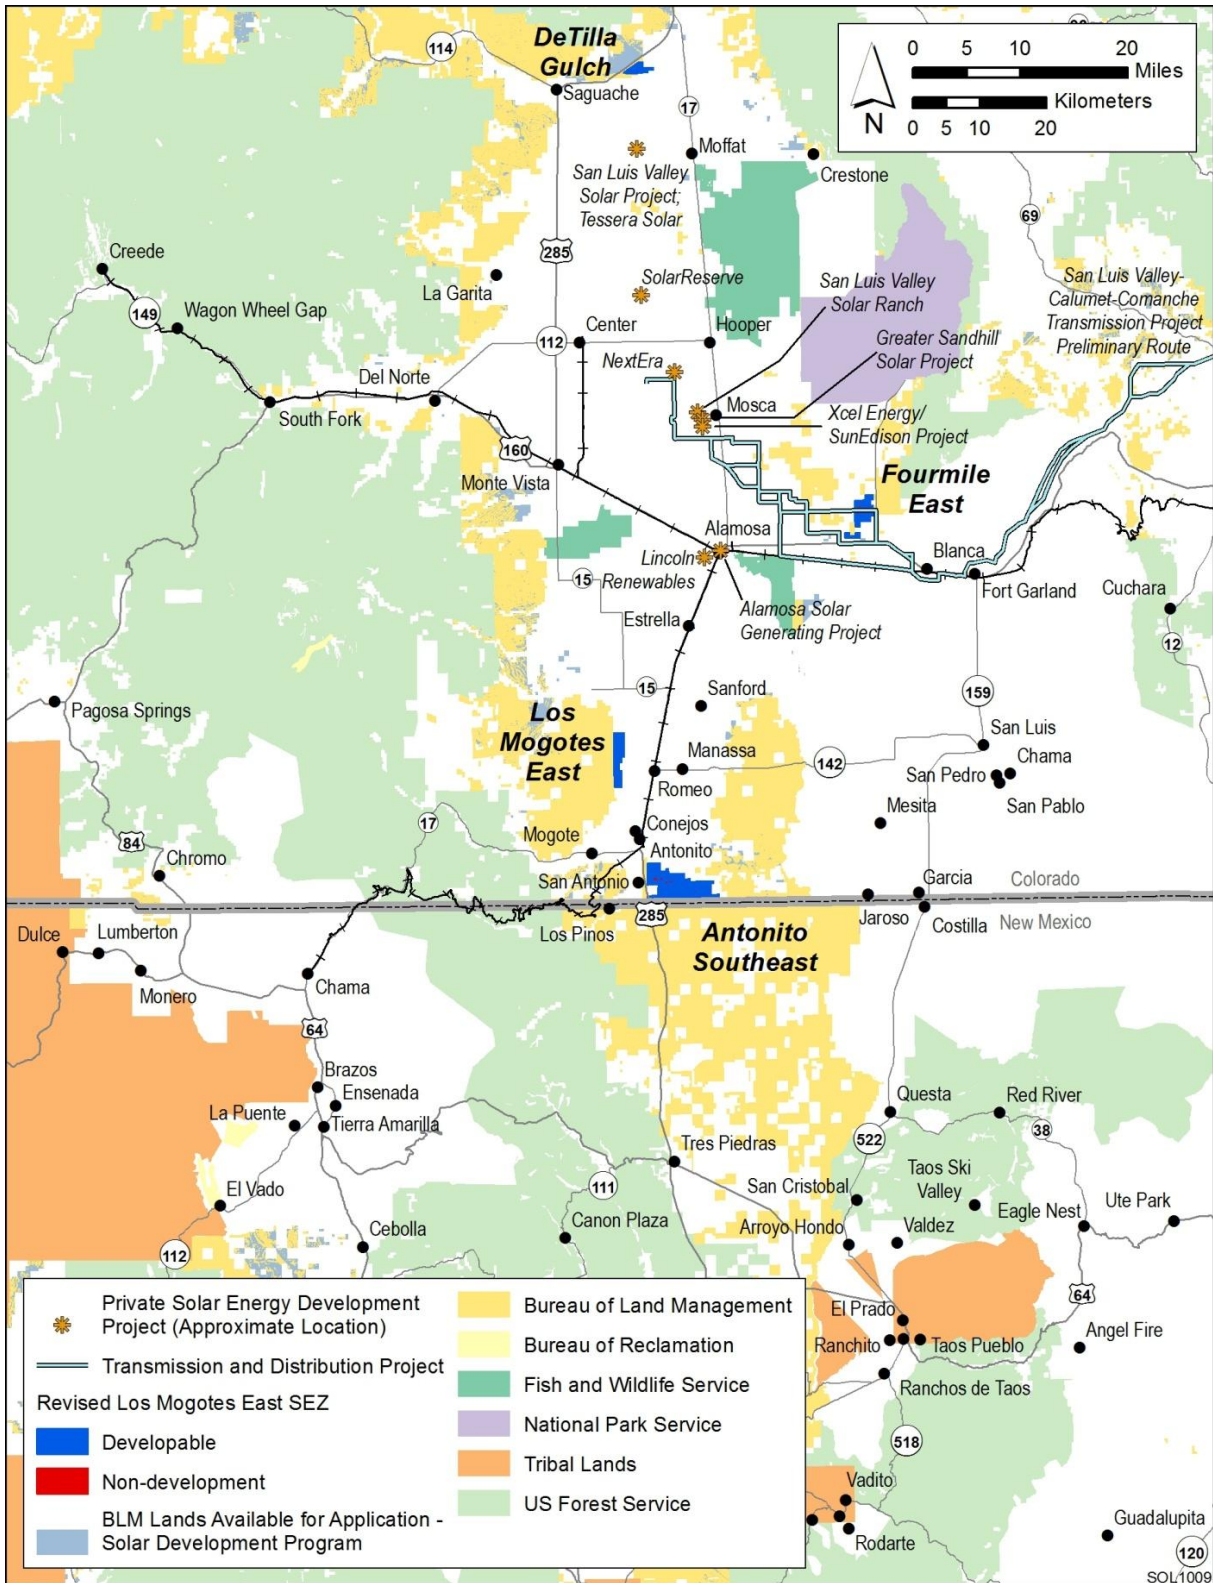 DeTilla
Gulch
114
Saguache
17
Moffat
Crestone
0 5 10 20
Miles
Kilometers
0 5 10 20
N
69
San Luis Valley
Solar Project;
Tessera Solar
285
Creede
149
Wagon Wheel Gap
La Garita
SolarReserve
San Luis Valley
Solar Ranch
San Luis Valley-
Calumet-Comanche
Transmission Project
Preliminary Route
112
Center
Hooper
Greater Sandhill
Solar Project
NextEra
Del Norte
South Fork
Mosca
Xcel Energy/
SunEdison Project
160
Monte Vista
Fourmile
East
Alamosa
Lincoln
Renewables
Blanca
Fort Garland
Cuchara
15
Estrella
Alamosa Solar
Generating Project
12
15
Sanford
159
Pagosa Springs
Los
Mogotes
East
San Luis
Manassa
142
Chama
San Pedro
San Pablo
Romeo
Mesita
17
84
Chromo
Mogote
Conejos
Antonito
San Antonio
Garcia
Colorado
Jaroso
Costilla
New Mexico
Dulce
Lumberton
Los Pinos
285
Antonito
Southeast
Monero
Chama
64
Brazos
Ensenada
La Puente
Tierra Amarilla
Questa
Red River
38
522
Tres Piedras
Taos Ski
Valley
111
San Cristobal
El Vado
Eagle Nest
Ute Park
Canon Plaza
Arroyo Hondo
Valdez
Cebolla
112
64
El Prado
Ranchito
Taos Pueblo
Angel Fire
Ranchos de Taos
518
Vadito
Rodarte
Guadalupita
120
Private Solar Energy Development
Project (Approximate Location)
Transmission and Distribution Project
Revised Los Mogotes East SEZ
Developable
Non-development
BLM Lands Available for Application -
Solar Development Program
Bureau of Land Management
Bureau of Reclamation
Fish and Wildlife Service
National Park Service
Tribal Lands
US Forest Service
SOL1009